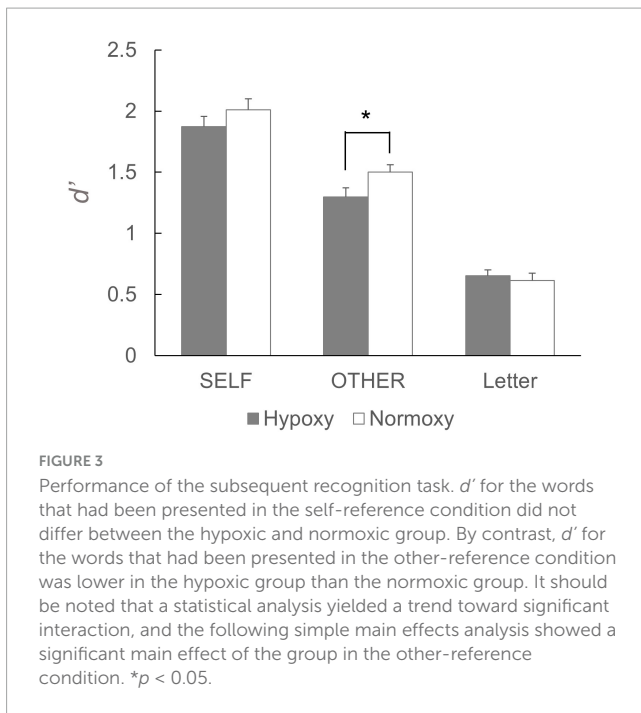 2.5
2
1.5
1
0.5
0
d'
*
SELF
OTHER
Letter
Hypoxy
Normoxy
FIGURE 3
Performance of the subsequent recognition task. d′ for the words
that had been presented in the self-reference condition did not
differ between the hypoxic and normoxic group. By contrast, d′ for
the words that had been presented in the other-reference condition
was lower in the hypoxic group than the normoxic group. It should
be noted that a statistical analysis yielded a trend toward significant
interaction, and the following simple main effects analysis showed a
significant main effect of the group in the other-reference
condition. *p < 0.05.